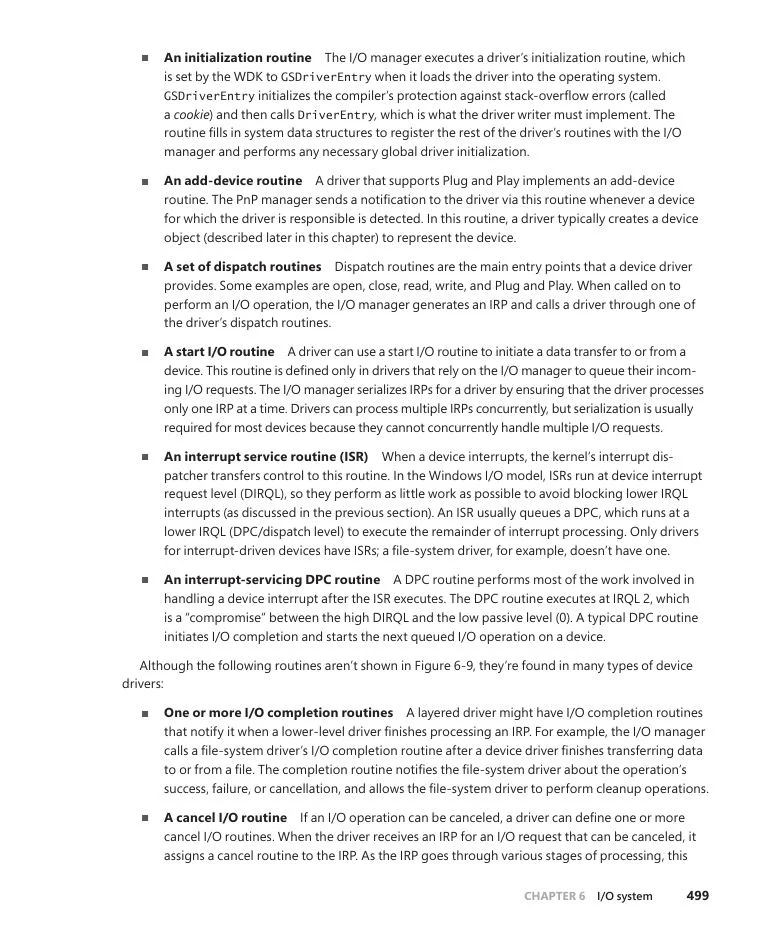 ■ An initialization routine The I/O manager executes a driver’s initialization routine, which
is set by the WDK to GSDriverEntry when it loads the driver into the operating system.
GSDriverEntry initializes the compiler’s protection against stack-overflow errors (called
a cookie) and then calls DriverEntry, which is what the driver writer must implement. The
routine fills in system data structures to register the rest of the driver’s routines with the I/O
manager and performs any necessary global driver initialization.
■ An add-device routine A driver that supports Plug and Play implements an add-device
routine. The PnP manager sends a notification to the driver via this routine whenever a device
for which the driver is responsible is detected. In this routine, a driver typically creates a device
object (described later in this chapter) to represent the device.
■ A set of dispatch routines Dispatch routines are the main entry points that a device driver
provides. Some examples are open, close, read, write, and Plug and Play. When called on to
perform an I/O operation, the I/O manager generates an IRP and calls a driver through one of
the driver’s dispatch routines.
■ A start I/O routine A driver can use a start I/O routine to initiate a data transfer to or from a
device. This routine is defined only in drivers that rely on the I/O manager to queue their incom-
ing I/O requests. The I/O manager serializes IRPs for a driver by ensuring that the driver processes
only one IRP at a time. Drivers can process multiple IRPs concurrently, but serialization is usually
required for most devices because they cannot concurrently handle multiple I/O requests.
■ An interrupt service routine (ISR) When a device interrupts, the kernel’s interrupt dis-
patcher transfers control to this routine. In the Windows I/O model, ISRs run at device interrupt
request level (DIRQL), so they perform as little work as possible to avoid blocking lower IRQL
interrupts (as discussed in the previous section). An ISR usually queues a DPC, which runs at a
lower IRQL (DPC/dispatch level) to execute the remainder of interrupt processing. Only drivers
for interrupt-driven devices have ISRs; a file-system driver, for example, doesn’t have one.
■ An interrupt-servicing DPC routine A DPC routine performs most of the work involved in
handling a device interrupt after the ISR executes. The DPC routine executes at IRQL 2, which
is a “compromise” between the high DIRQL and the low passive level (0). A typical DPC routine
initiates I/O completion and starts the next queued I/O operation on a device.
Although the following routines aren’t shown in Figure 6-9, they’re found in many types of device
drivers:
■ One or more I/O completion routines A layered driver might have I/O completion routines
that notify it when a lower-level driver finishes processing an IRP. For example, the I/O manager
calls a file-system driver’s I/O completion routine after a device driver finishes transferring data
to or from a file. The completion routine notifies the file-system driver about the operation’s
success, failure, or cancellation, and allows the file-system driver to perform cleanup operations.
■ A cancel I/O routine If an I/O operation can be canceled, a driver can define one or more
cancel I/O routines. When the driver receives an IRP for an I/O request that can be canceled, it
assigns a cancel routine to the IRP. As the IRP goes through various stages of processing, this
CHAPTER 6 I/O system 499